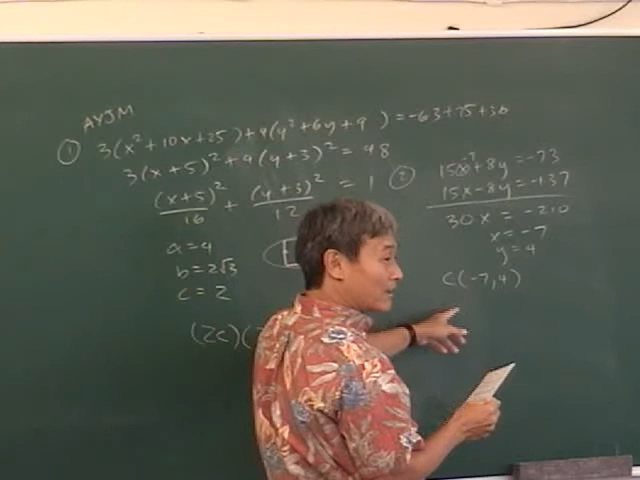 AYJM
① 3(x² + 10x + 25) + 4(y² + 6y + 9 ) = -63 + 75 + 36
3(x + 5)² + 4(y + 3)² = 48
(x+5)²/16 + (y+3)²/12 = 1
a = 4
b = 2√3
c = 2
(2c)(
② 15x + 8y = -73
15x - 8y = -137
30x = -210
x = -7
y = 4
C(-7,4)